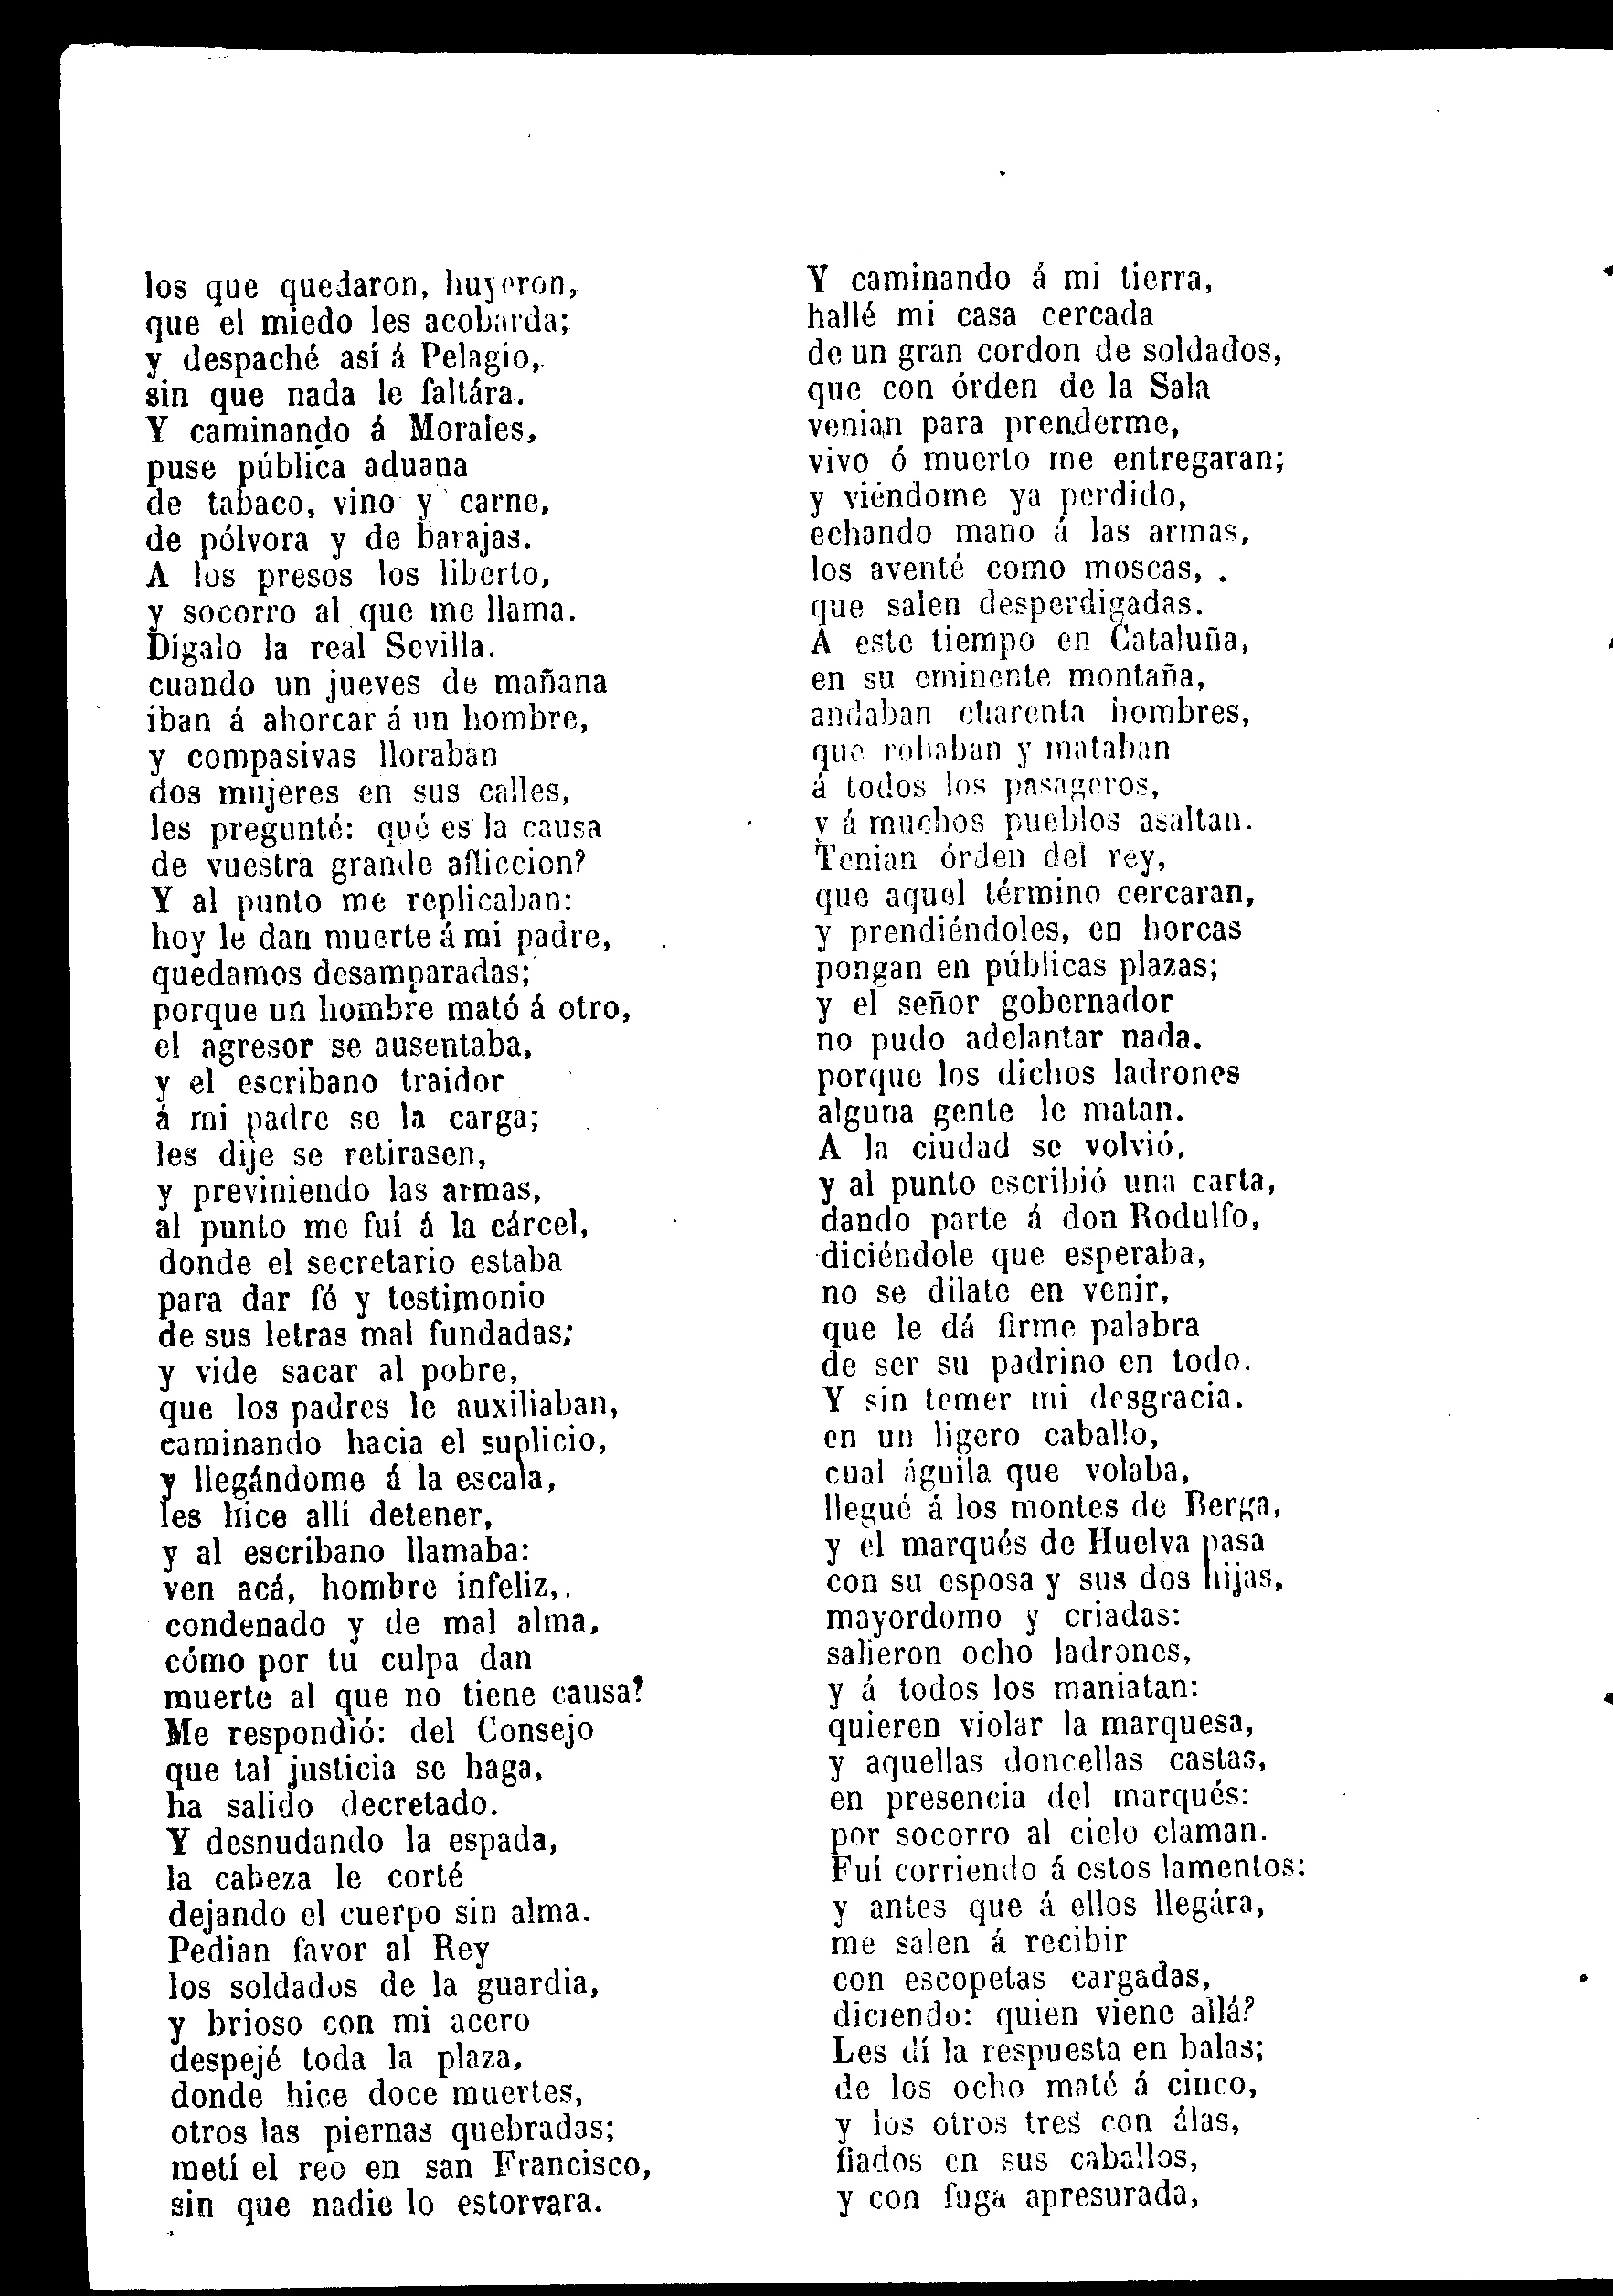 los que quedaron, huyeron,
que el miedo les acobarda;
y despaché así á Pelagio,
sin que nada le faltára.
Y caminando á Morales,
puse pública aduana
de tabaco, vino y carne,
de pólvora y de barajas.
A los presos los liberto,
y socorro al que me llama.
Digalo la real Sevilla.
cuando un jueves de mañana
iban á ahorcar á un hombre,
y compasivas lloraban
dos mujeres en sus calles,
les pregunté: qué es la causa
de vuestra grande afliccion?
Y al punto me replicaban:
hoy le dan muerte á mi padre,
quedamos desamparadas;
porque un hombre mató á otro,
el agresor se ausentaba,
y el escribano traidor
á mi padre se la carga;
les dije se retirasen,
y previniendo las armas,
al punto me fuí á la cárcel,
donde el secretario estaba
para dar fé y testimonio
de sus letras mal fundadas;
y vide sacar al pobre,
que los padres le auxiliaban,
caminando hacia el suplicio,
y llegándome á la escala,
les hice allí detener,
y al escribano llamaba:
ven acá, hombre infeliz,
condenado y de mal alma,
cómo por tu culpa dan
muerte al que no tiene causa?
Me respondió: del Consejo
que tal justicia se haga,
ha salido decretado.
Y desnudando la espada,
la cabeza le corté
dejando el cuerpo sin alma.
Pedian favor al Rey
los soldados de la guardia,
y brioso con mi acero
despejé toda la plaza,
donde hice doce muertes,
otros las piernas quebradas;
metí el reo en san Francisco,
sin que nadie lo estorvara.
Y caminando á mi tierra,
hallé mi casa cercada
de un gran cordon de soldados,
que con órden de la Sala
venian para prenderme,
vivo ó muerto me entregaran;
y viéndome ya perdido,
echando mano á las armas,
los aventé como moscas,
que salen desperdigadas.
A este tiempo en Cataluña,
en su eminente montaña,
andaban cuarenta hombres,
que robaban y mataban
á todos los pasageros,
y á muchos pueblos asaltan.
Tenian órden del rey,
que aquel término cercaran,
y prendiéndoles, en horcas
pongan en públicas plazas;
y el señor gobernador
no pudo adelantar nada.
porque los dichos ladrones
alguna gente le matan.
A la ciudad se volvió,
y al punto escribió una carta,
dando parte á don Rodulfo,
diciéndole que esperaba,
no se dilate en venir,
que le dá firme palabra
de ser su padrino en todo.
Y sin temer mi desgracia.
en un ligero caballo,
cual águila que volaba,
llegué á los montes de Berga,
y el marqués de Huelva pasa
con su esposa y sus dos hijas,
mayordomo y criadas:
salieron ocho ladrones,
y á todos los maniatan:
quieren violar la marquesa,
y aquellas doncellas castas,
en presencia del marqués:
por socorro al cielo claman.
Fuí corriendo á estos lamentos:
y antes que á ellos llegára,
me salen á recibir
con escopetas cargadas,
diciendo: quien viene allá?
Les dí la respuesta en balas;
de los ocho maté á cinco,
y los otros tres con álas,
fiados en sus caballos,
y con fuga apresurada,